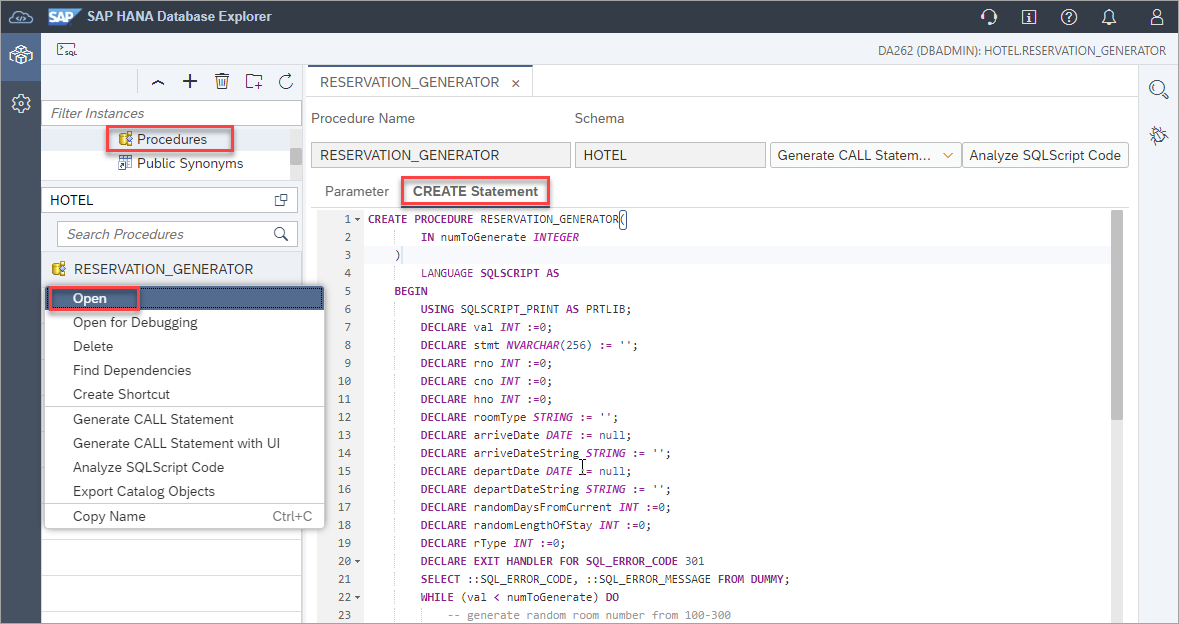 SAP SAP HANA Database Explorer
SQL
DA262 (DBADMIN): HOTEL.RESERVATION_GENERATOR
Filter Instances
Procedures
Public Synonyms
HOTEL
Search Procedures
RESERVATION_GENERATOR
Open
Open for Debugging
Delete
Find Dependencies
Create Shortcut
Generate CALL Statement
Generate CALL Statement with UI
Analyze SQLScript Code
Export Catalog Objects
Copy Name Ctrl+C
RESERVATION_GENERATOR ×
Procedure Name Schema
RESERVATION_GENERATOR HOTEL Generate CALL Statem... Analyze SQLScript Code
Parameter CREATE Statement
1 CREATE PROCEDURE RESERVATION_GENERATOR(
2 IN numToGenerate INTEGER
3 )
4 LANGUAGE SQLSCRIPT AS
5 BEGIN
6 USING SQLSCRIPT_PRINT AS PRTLIB;
7 DECLARE val INT :=0;
8 DECLARE stmt NVARCHAR(256) := '';
9 DECLARE rno INT :=0;
10 DECLARE cno INT :=0;
11 DECLARE hno INT :=0;
12 DECLARE roomType STRING := '';
13 DECLARE arriveDate DATE := null;
14 DECLARE arriveDateString STRING := '';
15 DECLARE departDate DATE := null;
16 DECLARE departDateString STRING := '';
17 DECLARE randomDaysFromCurrent INT :=0;
18 DECLARE randomLengthOfStay INT :=0;
19 DECLARE rType INT :=0;
20 DECLARE EXIT HANDLER FOR SQL_ERROR_CODE 301
21 SELECT ::SQL_ERROR_CODE, ::SQL_ERROR_MESSAGE FROM DUMMY;
22 WHILE (val < numToGenerate) DO
23 -- generate random room number from 100-300